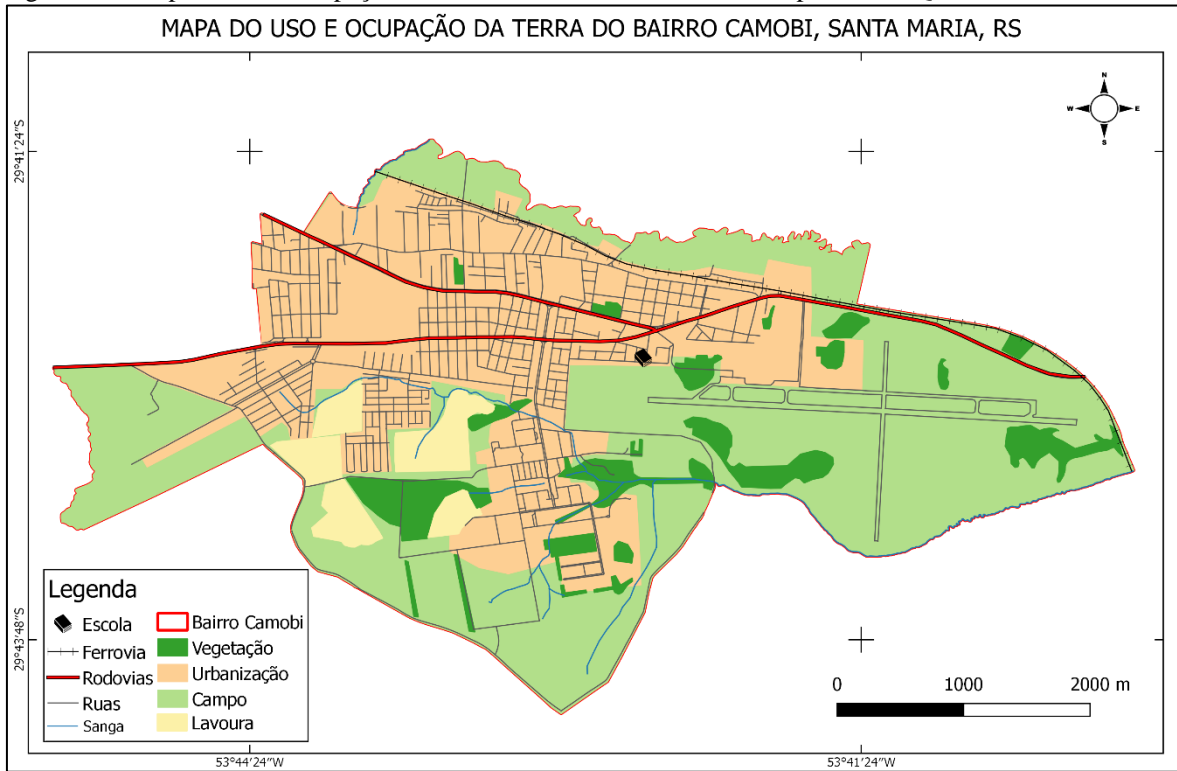 MAPA DO USO E OCUPAÇÃO DA TERRA DO BAIRRO CAMOBI, SANTA MARIA, RS
N
W E
S
29°41'24"S
29°43'48"S
Legenda
Escola
Ferrovia
Rodovias
Ruas
Sanga
Bairro Camobi
Vegetação
Urbanização
Campo
Lavoura
0 1000 2000 m
53°44'24"W 53°41'24"W